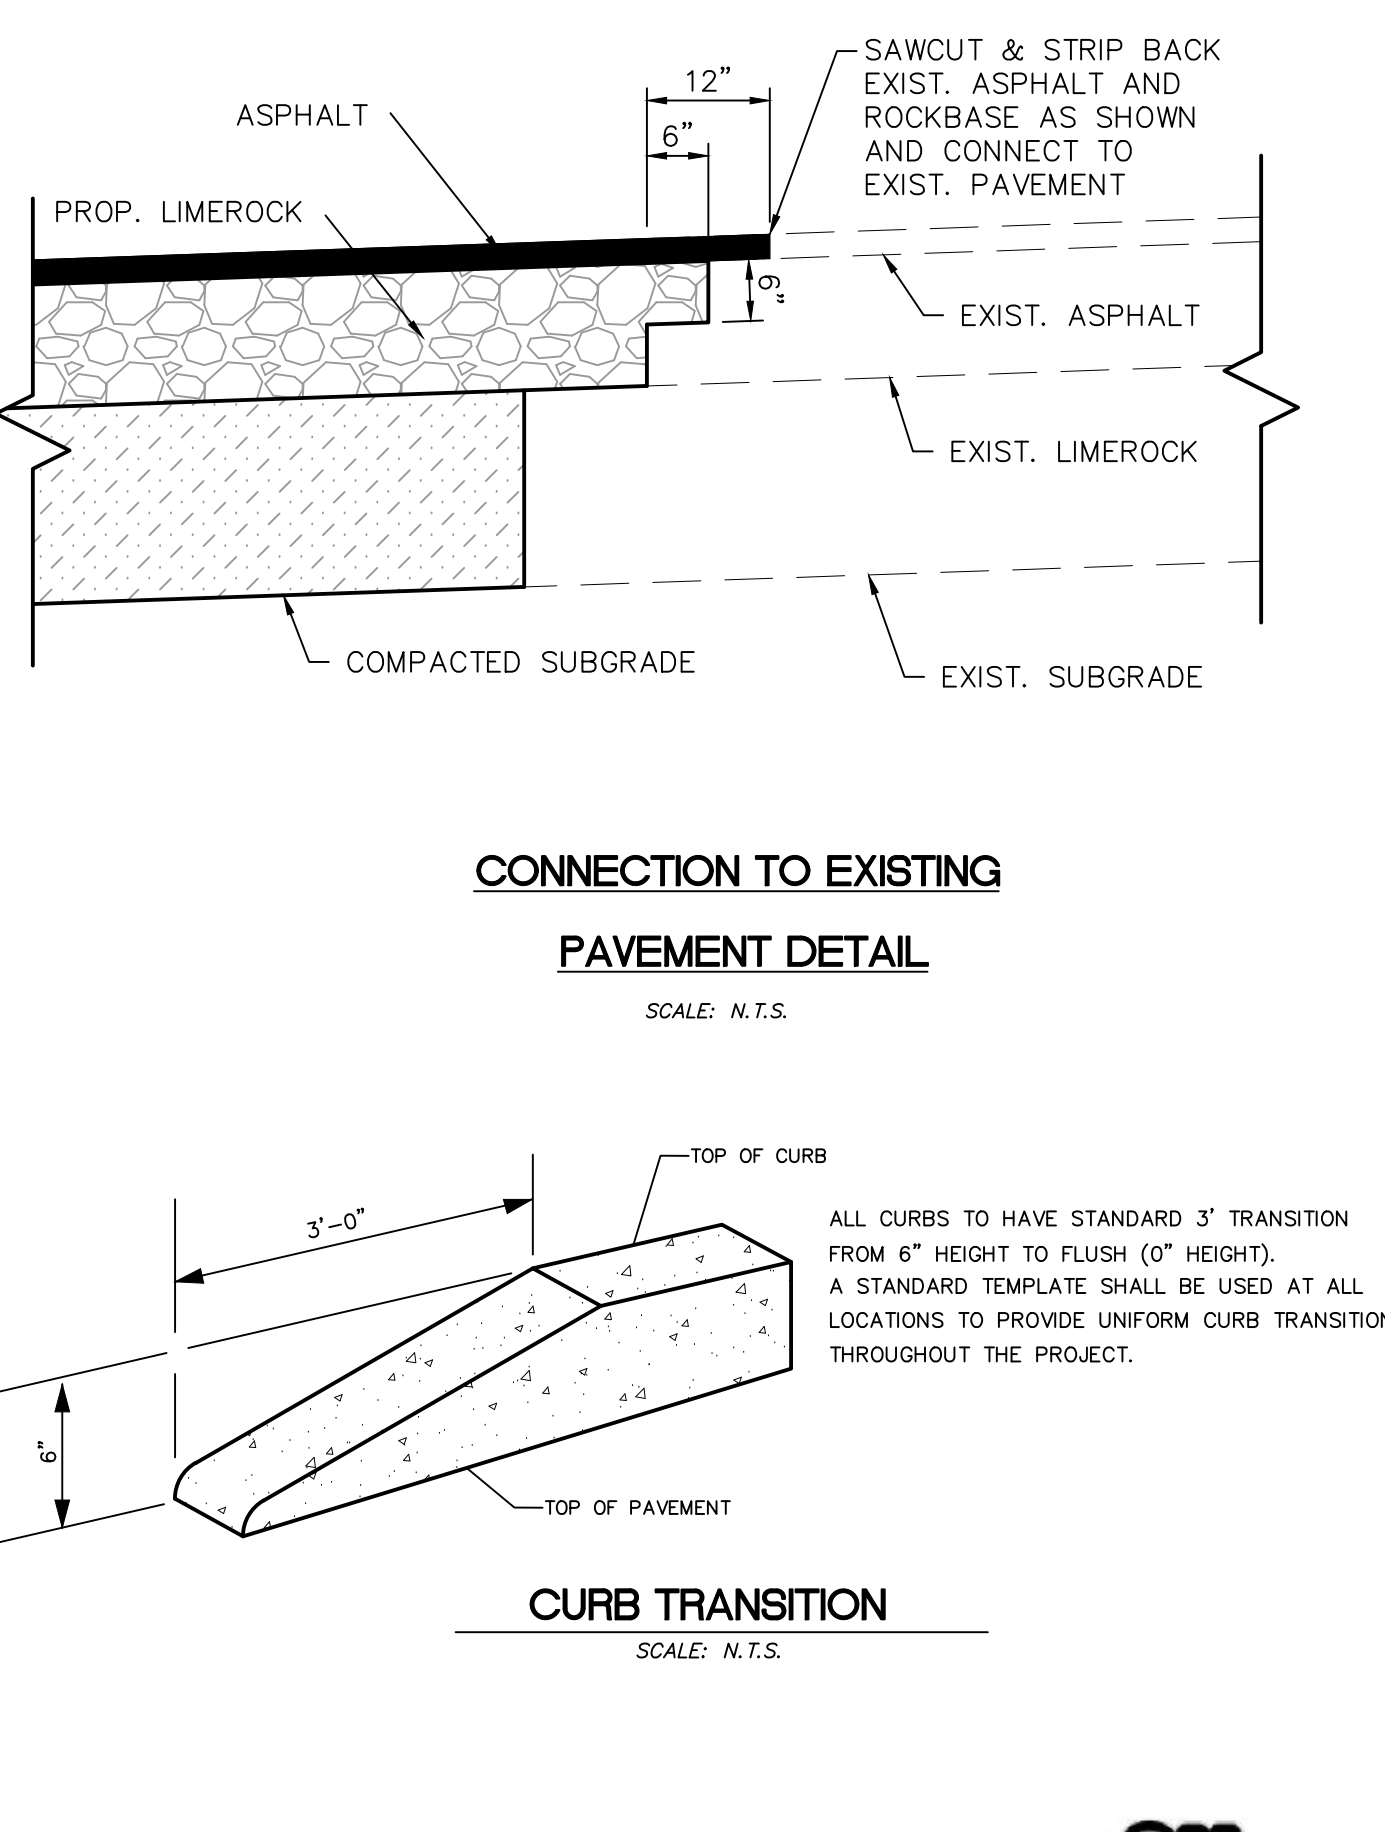 SAWCUT & STRIP BACK
EXIST. ASPHALT AND
ROCKBASE AS SHOWN
AND CONNECT TO
EXIST. PAVEMENT
12"
6"
ASPHALT
PROP. LIMEROCK
6"
EXIST. ASPHALT
EXIST. LIMEROCK
COMPACTED SUBGRADE
EXIST. SUBGRADE
CONNECTION TO EXISTING
PAVEMENT DETAIL
SCALE: N.T.S.
TOP OF CURB
3'-0"
ALL CURBS TO HAVE STANDARD 3' TRANSITION
FROM 6" HEIGHT TO FLUSH (0" HEIGHT).
A STANDARD TEMPLATE SHALL BE USED AT ALL
LOCATIONS TO PROVIDE UNIFORM CURB TRANSITION
THROUGHOUT THE PROJECT.
6"
TOP OF PAVEMENT
CURB TRANSITION
SCALE: N.T.S.